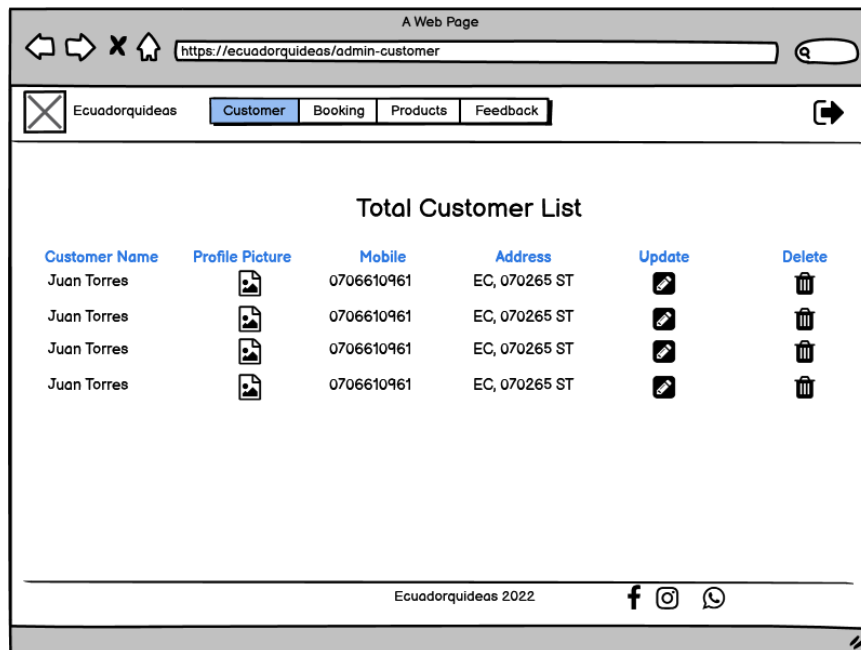 A Web Page
https://ecuadorquideas/admin-customer
Ecuadorquideas Customer Booking Products Feedback
Total Customer List
Customer Name Profile Picture Mobile Address Update Delete
Juan Torres 0706610961 EC, 070265 ST
Juan Torres 0706610961 EC, 070265 ST
Juan Torres 0706610961 EC, 070265 ST
Juan Torres 0706610961 EC, 070265 ST
Ecuadorquideas 2022